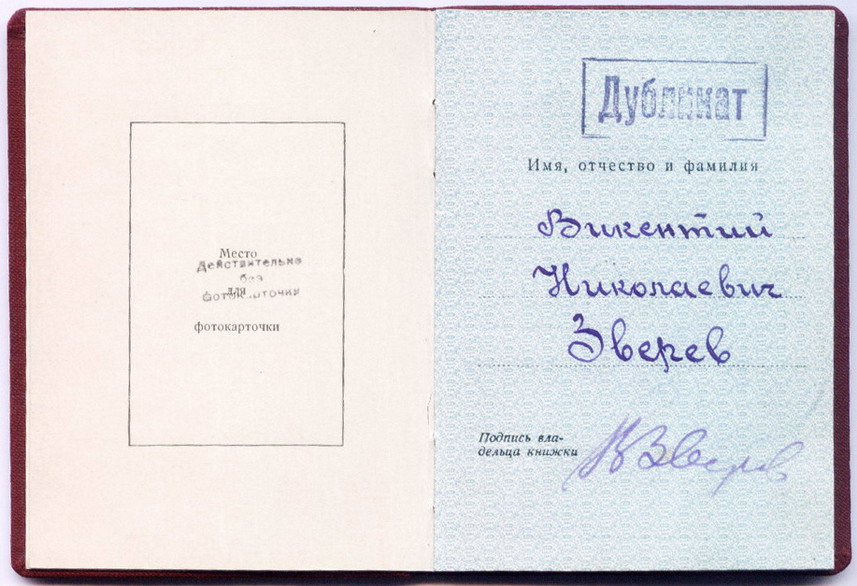 Место
Действительно
без
для
фотокарточки
фотокарточки
Дубликат
Имя, отчество и фамилия
Викентий
Николаевич
Зверев
Подпись вла-
дельца книжки
ВЗверев